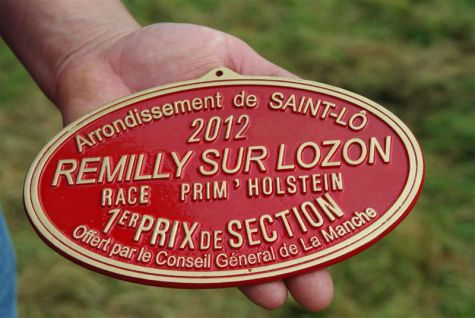 Arrondissement de SAINT-LÔ
2012
REMILLY SUR LOZON
RACE PRIM'HOLSTEIN
1ER PRIX DE SECTION
Offert par le Conseil Général de La Manche